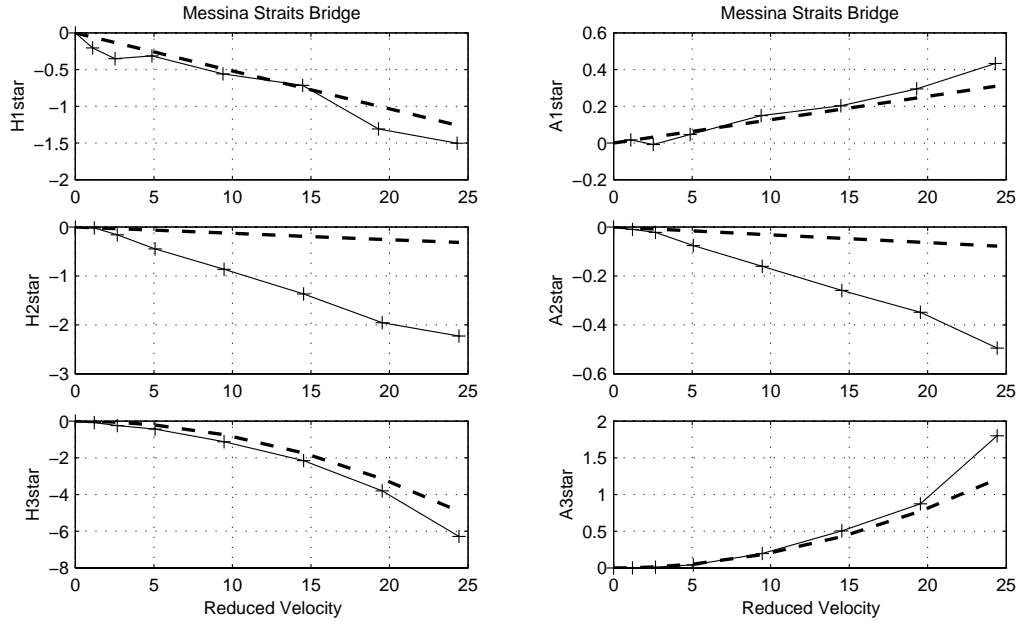 Messina Straits Bridge
H1star
0
−0.5
−1
−1.5
−2
0 5 10 15 20 25
H2star
0
−1
−2
−3
0 5 10 15 20 25
H3star
0
−2
−4
−6
−8
0 5 10 15 20 25
Reduced Velocity
Messina Straits Bridge
A1star
0.6
0.4
0.2
0
−0.2
0 5 10 15 20 25
A2star
0
−0.2
−0.4
−0.6
0 5 10 15 20 25
A3star
2
1.5
1
0.5
0
0 5 10 15 20 25
Reduced Velocity